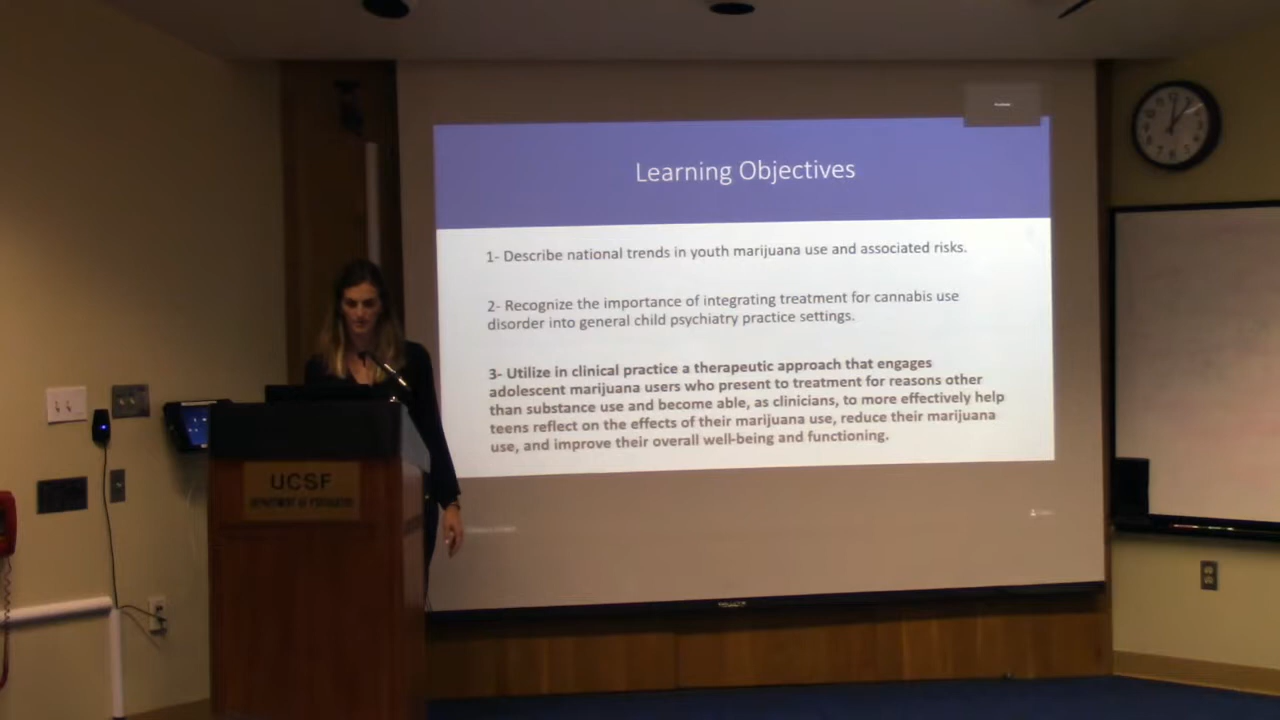 Learning Objectives
1- Describe national trends in youth marijuana use and associated risks.
2- Recognize the importance of integrating treatment for cannabis use
disorder into general child psychiatry practice settings.
3- Utilize in clinical practice a therapeutic approach that engages
adolescent marijuana users who present to treatment for reasons other
than substance use and become able, as clinicians, to more effectively help
teens reflect on the effects of their marijuana use, reduce their marijuana
use, and improve their overall well-being and functioning.
UCSF